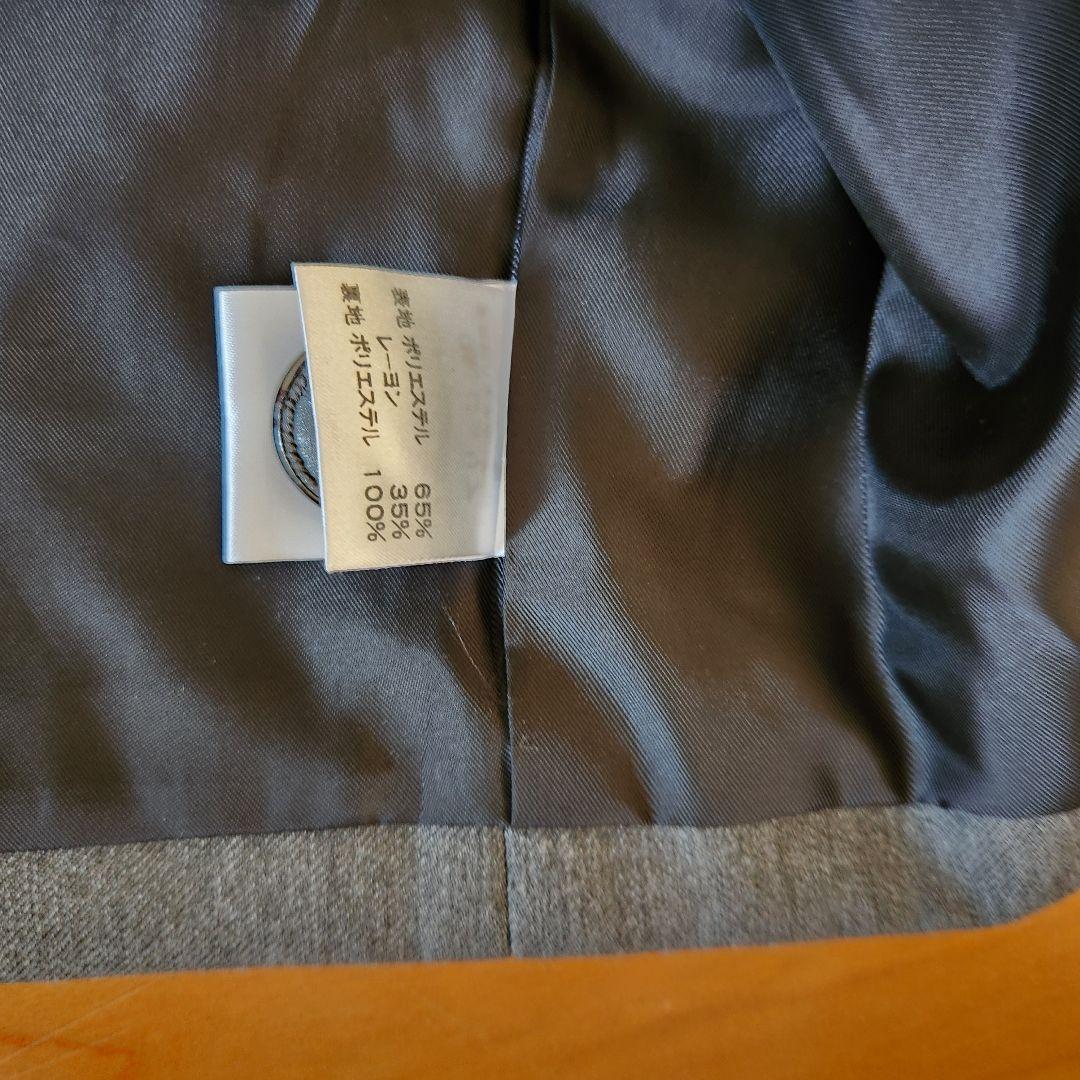 表地 ポリエステル 65%
レーヨン 35%
裏地 ポリエステル 100%